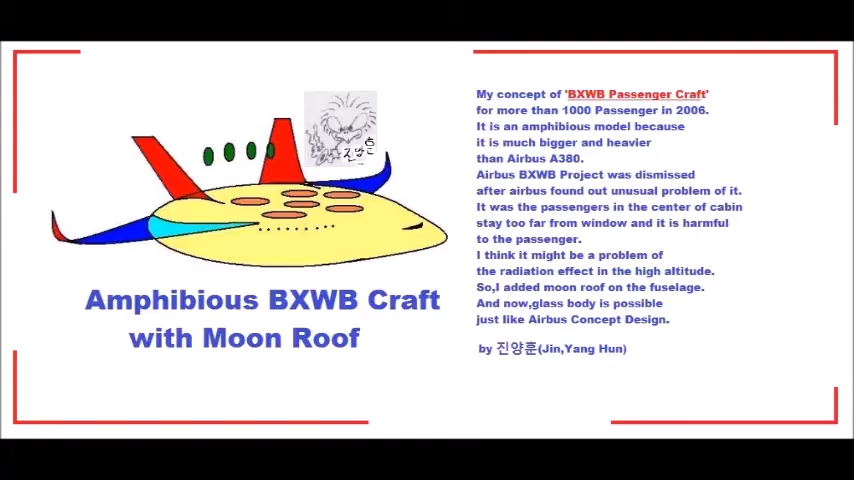 진양훈
Amphibious BXWB Craft
with Moon Roof
My concept of 'BXWB Passenger Craft'
for more than 1000 Passenger in 2006.
It is an amphibious model because
it is much bigger and heavier
than Airbus A380.
Airbus BXWB Project was dismissed
after airbus found out unusual problem of it.
It was the passengers in the center of cabin
stay too far from window and it is harmful
to the passenger.
I think it might be a problem of
the radiation effect in the high altitude.
So,I added moon roof on the fuselage.
And now,glass body is possible
just like Airbus Concept Design.
by 진양훈(Jin,Yang Hun)